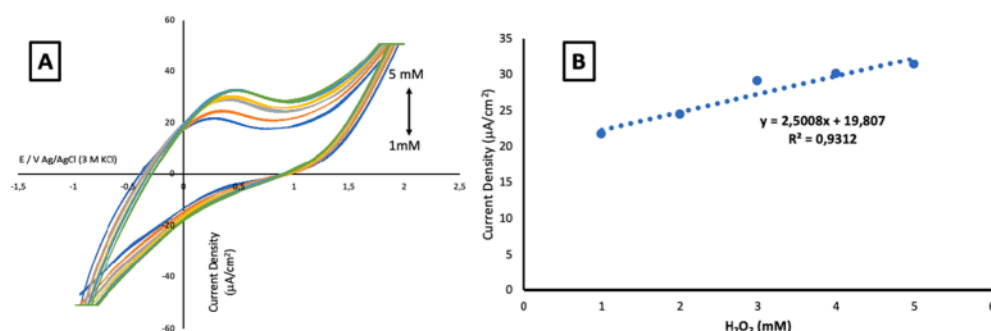 A
60
40
20
0
-20
-40
-60
5 mM
1mM
E / V Ag/AgCl (3 M KCl)
-1,5
-1
-0,5
0
0,5
1
1,5
2
2,5
Current Density
(μA/cm²)
B
35
30
25
20
15
10
5
0
Current Density (μA/cm²)
y = 2,5008x + 19,807
R² = 0,9312
0
1
2
3
4
5
6
H₂O₂ (mM)